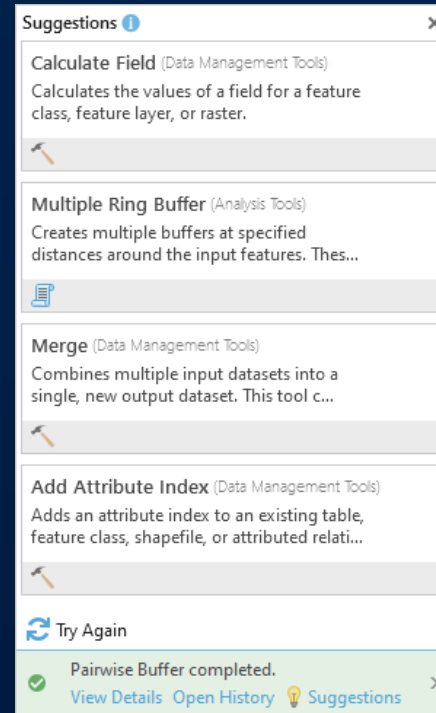 Suggestions
Calculate Field (Data Management Tools)
Calculates the values of a field for a feature
class, feature layer, or raster.
Multiple Ring Buffer (Analysis Tools)
Creates multiple buffers at specified
distances around the input features. Thes...
Merge (Data Management Tools)
Combines multiple input datasets into a
single, new output dataset. This tool c...
Add Attribute Index (Data Management Tools)
Adds an attribute index to an existing table,
feature class, shapefile, or attributed relati...
Try Again
Pairwise Buffer completed.
View Details Open History Suggestions